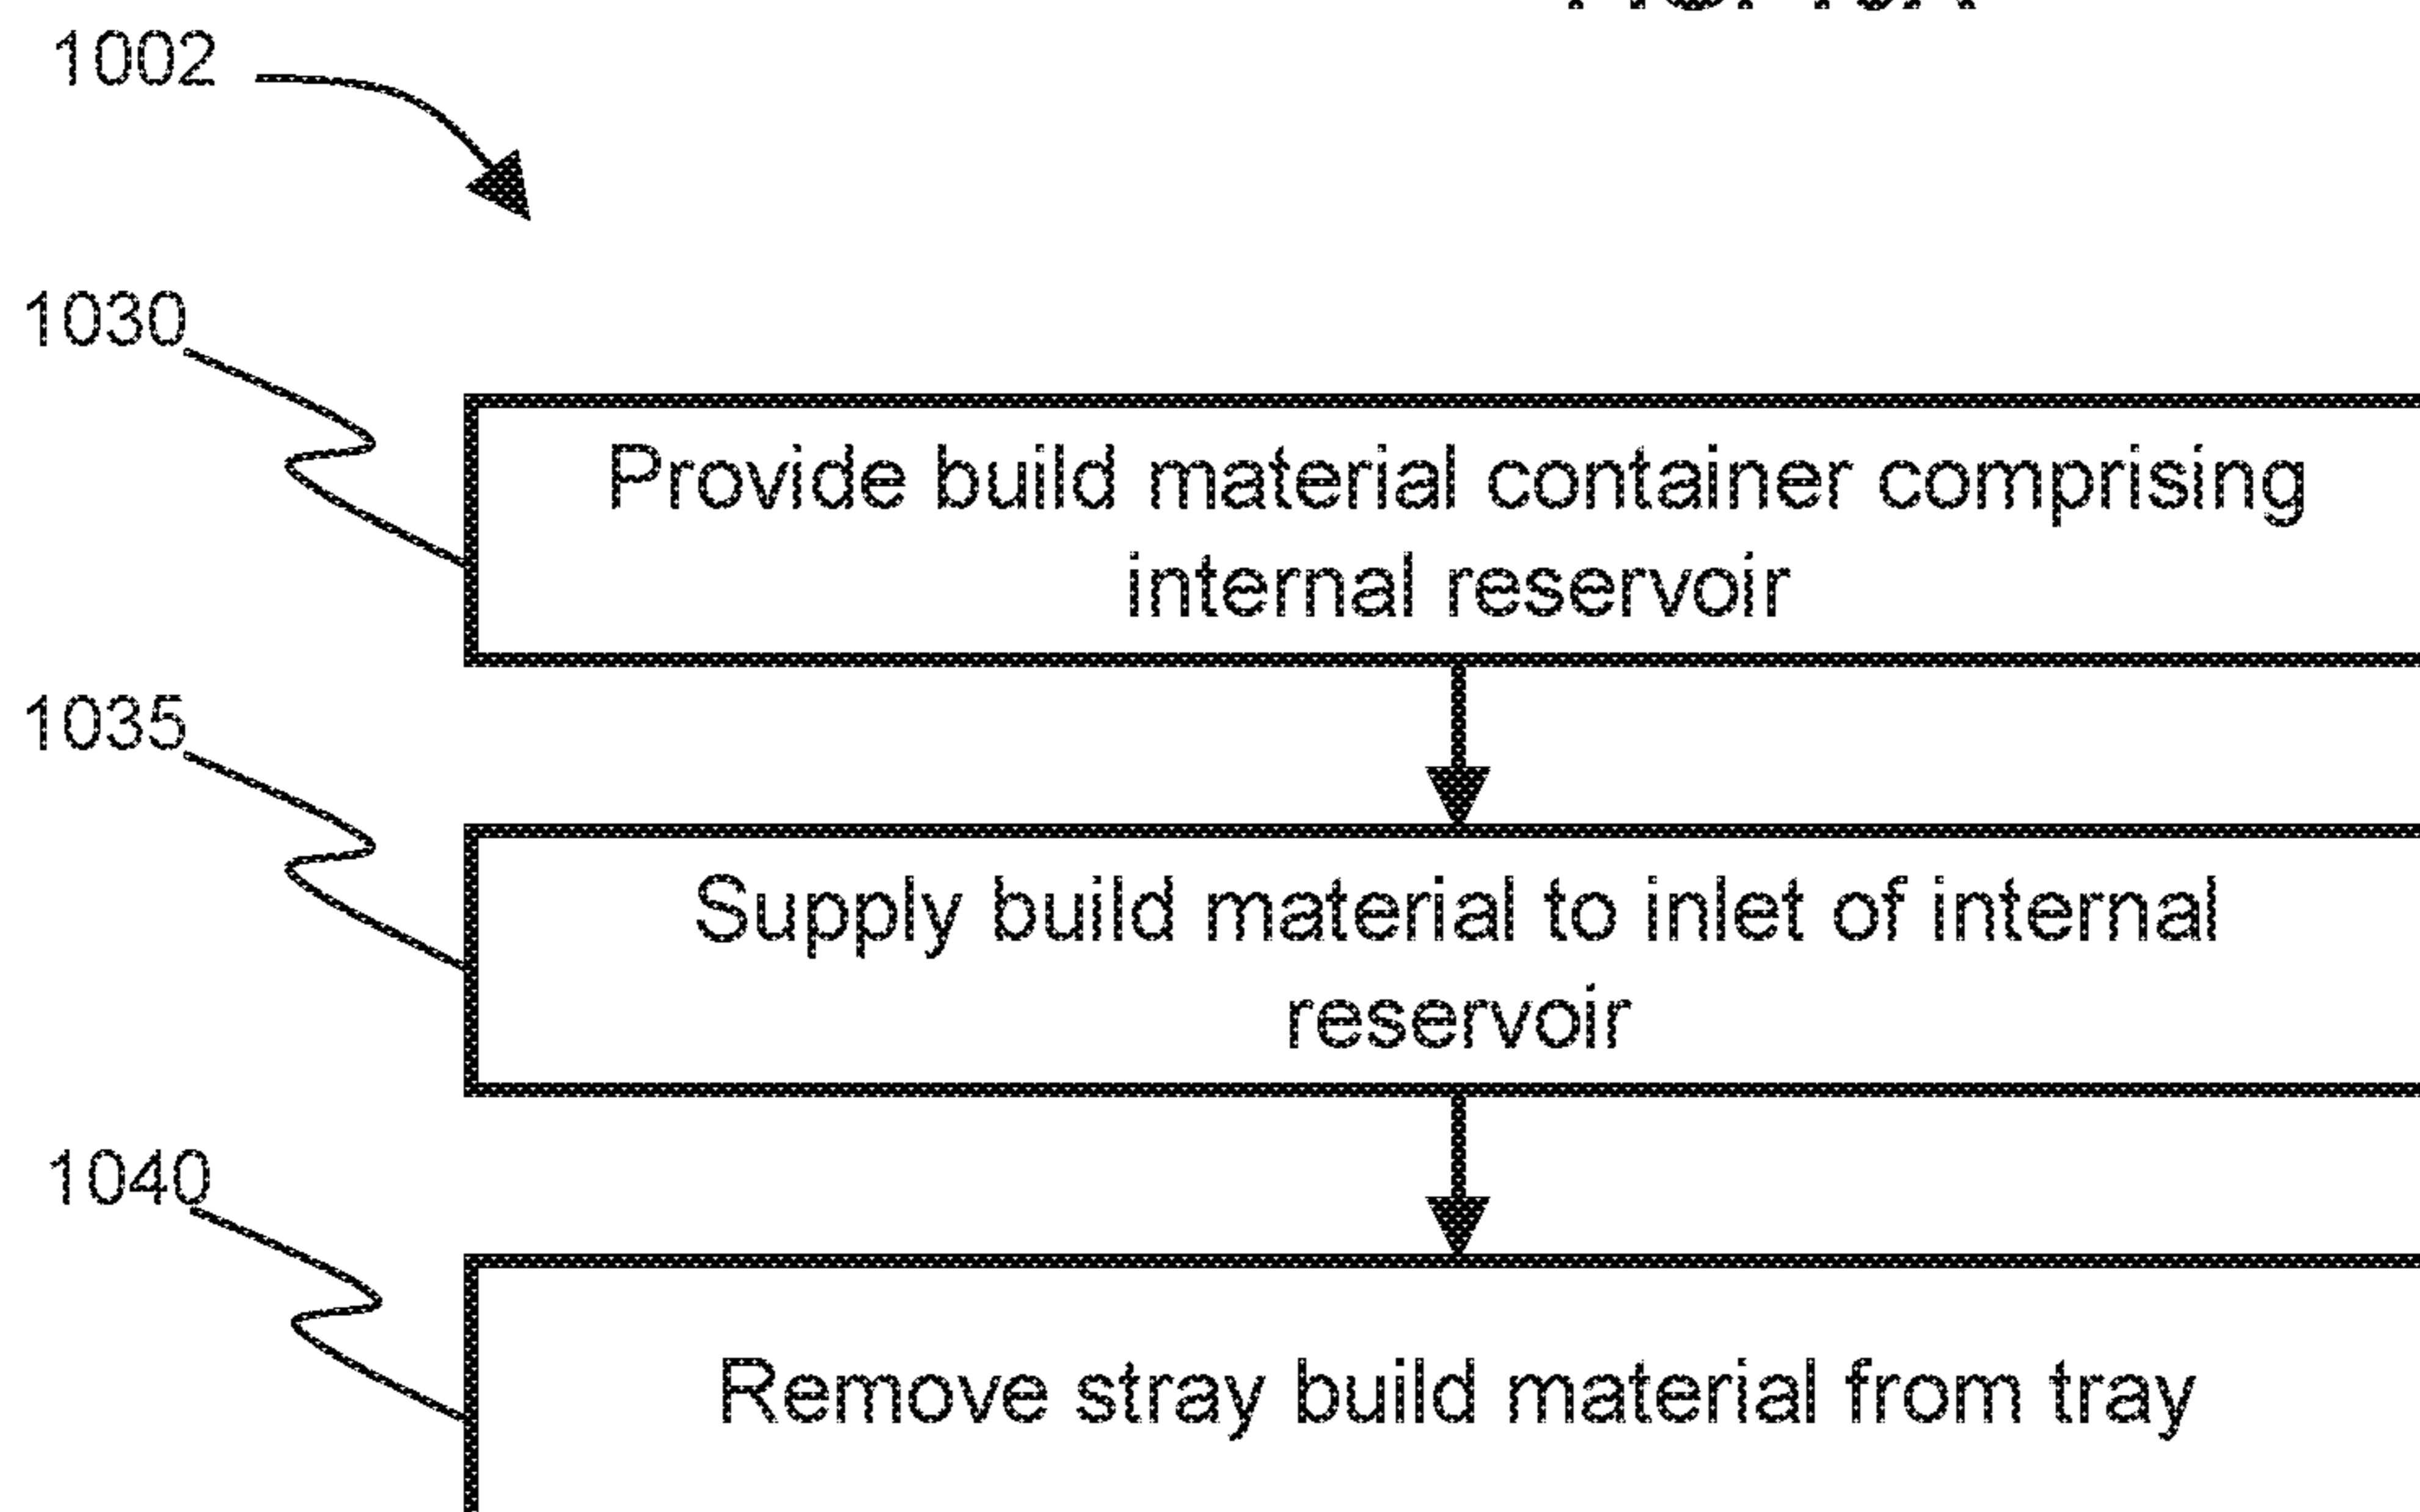 1002
1030
Provide build material container comprising
internal reservoir
1035
Supply build material to inlet of internal
reservoir
1040
Remove stray build material from tray